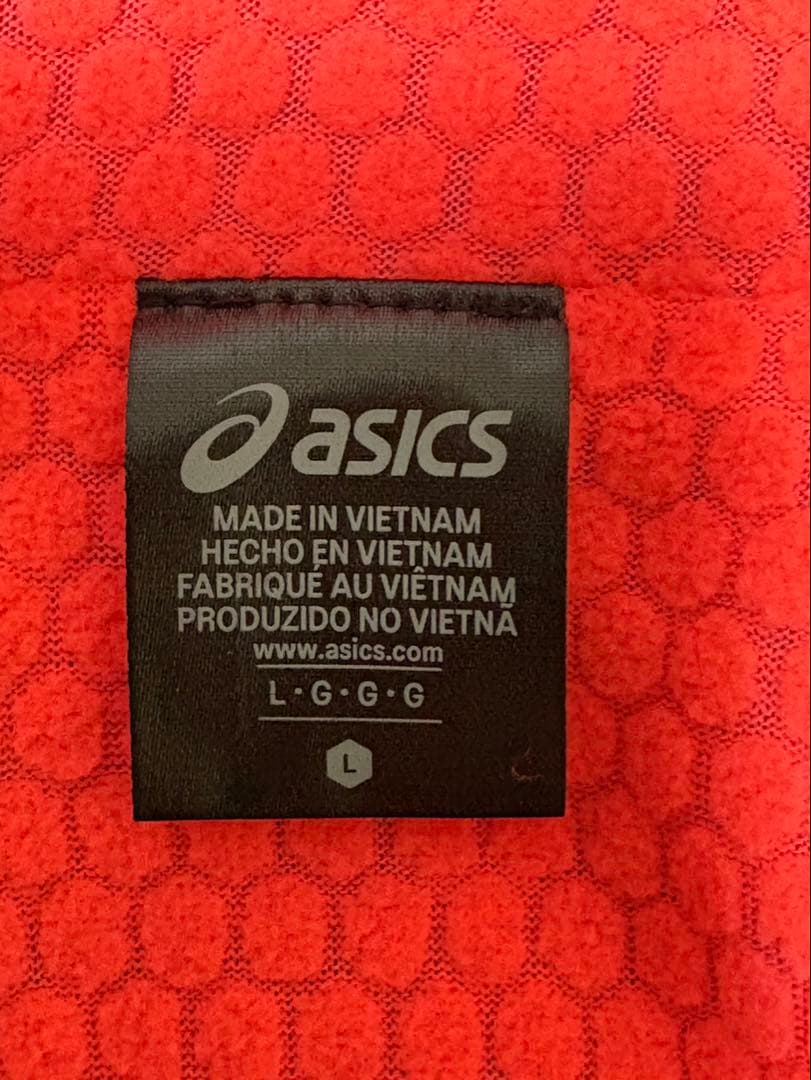 asics
MADE IN VIETNAM
HECHO EN VIETNAM
FABRIQUÉ AU VIÊTNAM
PRODUZIDO NO VIETNÃ
www.asics.com
L·G·G·G
L